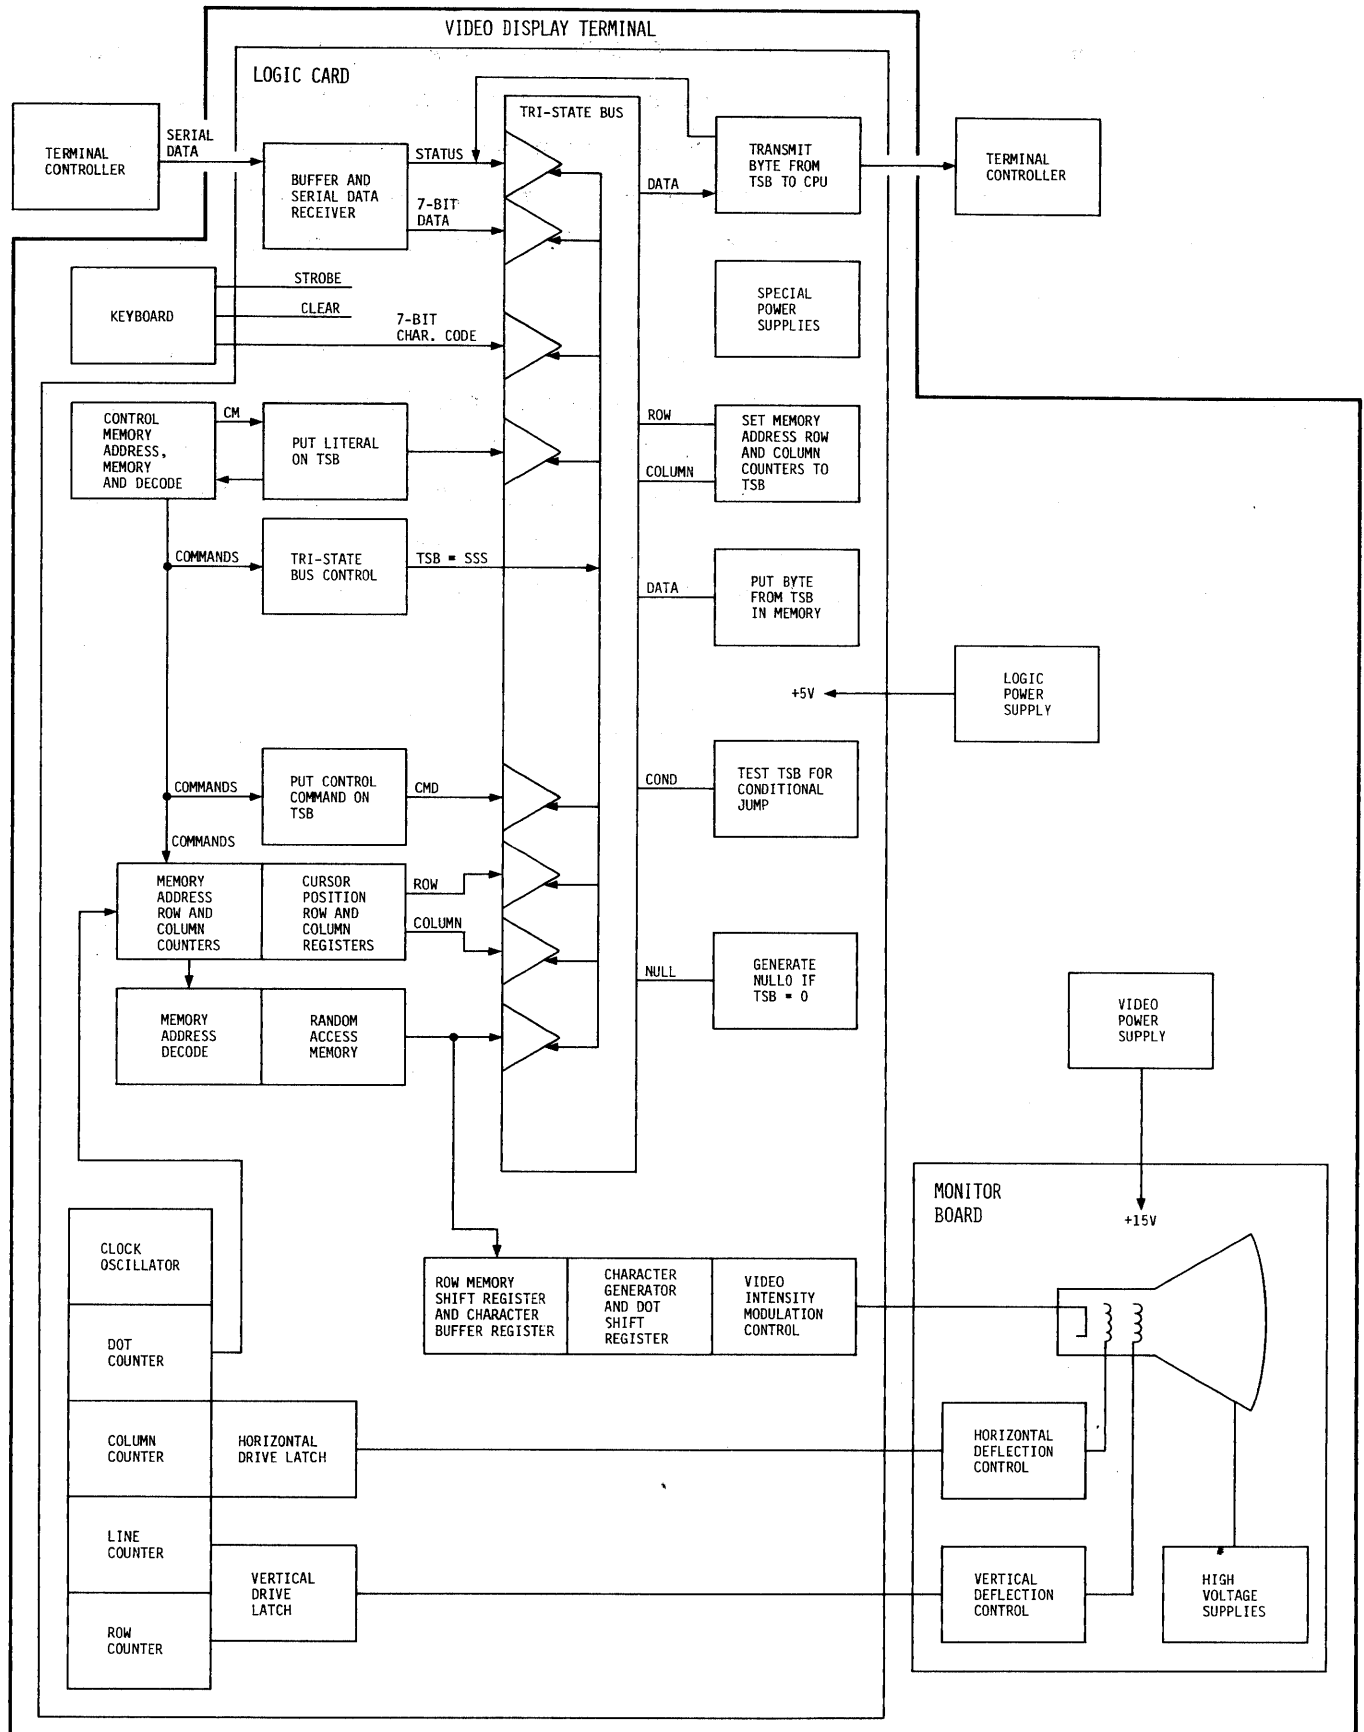 VIDEO DISPLAY TERMINAL
LOGIC CARD
TRI-STATE BUS
TERMINAL
CONTROLLER
SERIAL
DATA
BUFFER AND
SERIAL DATA
RECEIVER
STATUS
7-BIT
DATA
DATA
TRANSMIT
BYTE FROM
TSB TO CPU
TERMINAL
CONTROLLER
KEYBOARD
STROBE
CLEAR
7-BIT
CHAR. CODE
SPECIAL
POWER
SUPPLIES
CONTROL
MEMORY
ADDRESS,
MEMORY
AND DECODE
CM
PUT LITERAL
ON TSB
ROW
COLUMN
SET MEMORY
ADDRESS ROW
AND COLUMN
COUNTERS TO
TSB
COMMANDS
TRI-STATE
BUS CONTROL
TSB = SSS
DATA
PUT BYTE
FROM TSB
IN MEMORY
+5V
LOGIC
POWER
SUPPLY
COMMANDS
PUT CONTROL
COMMAND ON
TSB
CMD
COND
TEST TSB FOR
CONDITIONAL
JUMP
COMMANDS
MEMORY
ADDRESS
ROW AND
COLUMN
COUNTERS
CURSOR
POSITION
ROW AND
COLUMN
REGISTERS
ROW
COLUMN
NULL
GENERATE
NULLO IF
TSB = 0
MEMORY
ADDRESS
DECODE
RANDOM
ACCESS
MEMORY
VIDEO
POWER
SUPPLY
MONITOR
BOARD
+15V
CLOCK
OSCILLATOR
DOT
COUNTER
ROW MEMORY
SHIFT REGISTER
AND CHARACTER
BUFFER REGISTER
CHARACTER
GENERATOR
AND DOT
SHIFT
REGISTER
VIDEO
INTENSITY
MODULATION
CONTROL
COLUMN
COUNTER
HORIZONTAL
DRIVE LATCH
HORIZONTAL
DEFLECTION
CONTROL
LINE
COUNTER
VERTICAL
DRIVE
LATCH
VERTICAL
DEFLECTION
CONTROL
HIGH
VOLTAGE
SUPPLIES
ROW
COUNTER